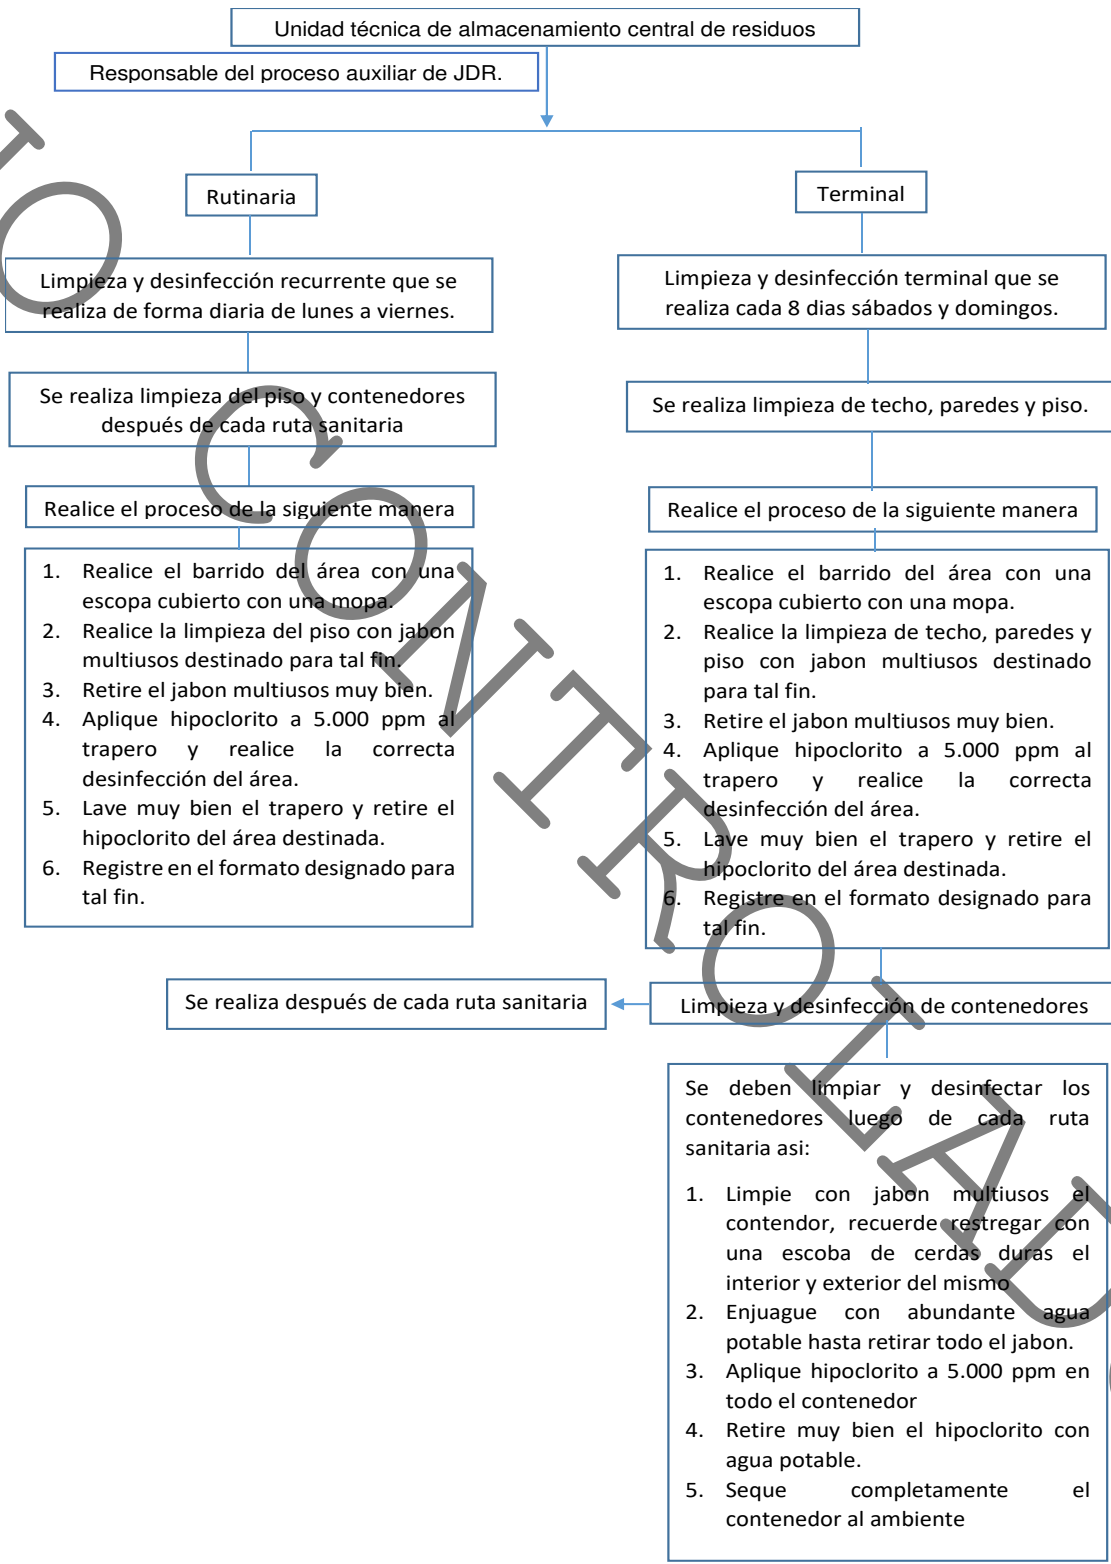 Unidad técnica de almacenamiento central de residuos
Responsable del proceso auxiliar de JDR.
Rutinaria
Limpieza y desinfección recurrente que se
realiza de forma diaria de lunes a viernes.
Se realiza limpieza del piso y contenedores
después de cada ruta sanitaria
Realice el proceso de la siguiente manera
1. Realice el barrido del área con una
escopa cubierto con una mopa.
2. Realice la limpieza del piso con jabon
multiusos destinado para tal fin.
3. Retire el jabon multiusos muy bien.
4. Aplique hipoclorito a 5.000 ppm al
trapero y realice la correcta
desinfección del área.
5. Lave muy bien el trapero y retire el
hipoclorito del área destinada.
6. Registre en el formato designado para
tal fin.
Terminal
Limpieza y desinfección terminal que se
realiza cada 8 dias sábados y domingos.
Se realiza limpieza de techo, paredes y piso.
Realice el proceso de la siguiente manera
1. Realice el barrido del área con una
escopa cubierto con una mopa.
2. Realice la limpieza de techo, paredes y
piso con jabon multiusos destinado
para tal fin.
3. Retire el jabon multiusos muy bien.
4. Aplique hipoclorito a 5.000 ppm al
trapero y realice la correcta
desinfección del área.
5. Lave muy bien el trapero y retire el
hipoclorito del área destinada.
6. Registre en el formato designado para
tal fin.
Limpieza y desinfección de contenedores
Se realiza después de cada ruta sanitaria
Se deben limpiar y desinfectar los
contenedores luego de cada ruta
sanitaria asi:
1. Limpie con jabon multiusos el
contendor, recuerde restregar con
una escoba de cerdas duras el
interior y exterior del mismo
2. Enjuague con abundante agua
potable hasta retirar todo el jabon.
3. Aplique hipoclorito a 5.000 ppm en
todo el contenedor
4. Retire muy bien el hipoclorito con
agua potable.
5. Seque completamente el
contenedor al ambiente
CONTROLAD